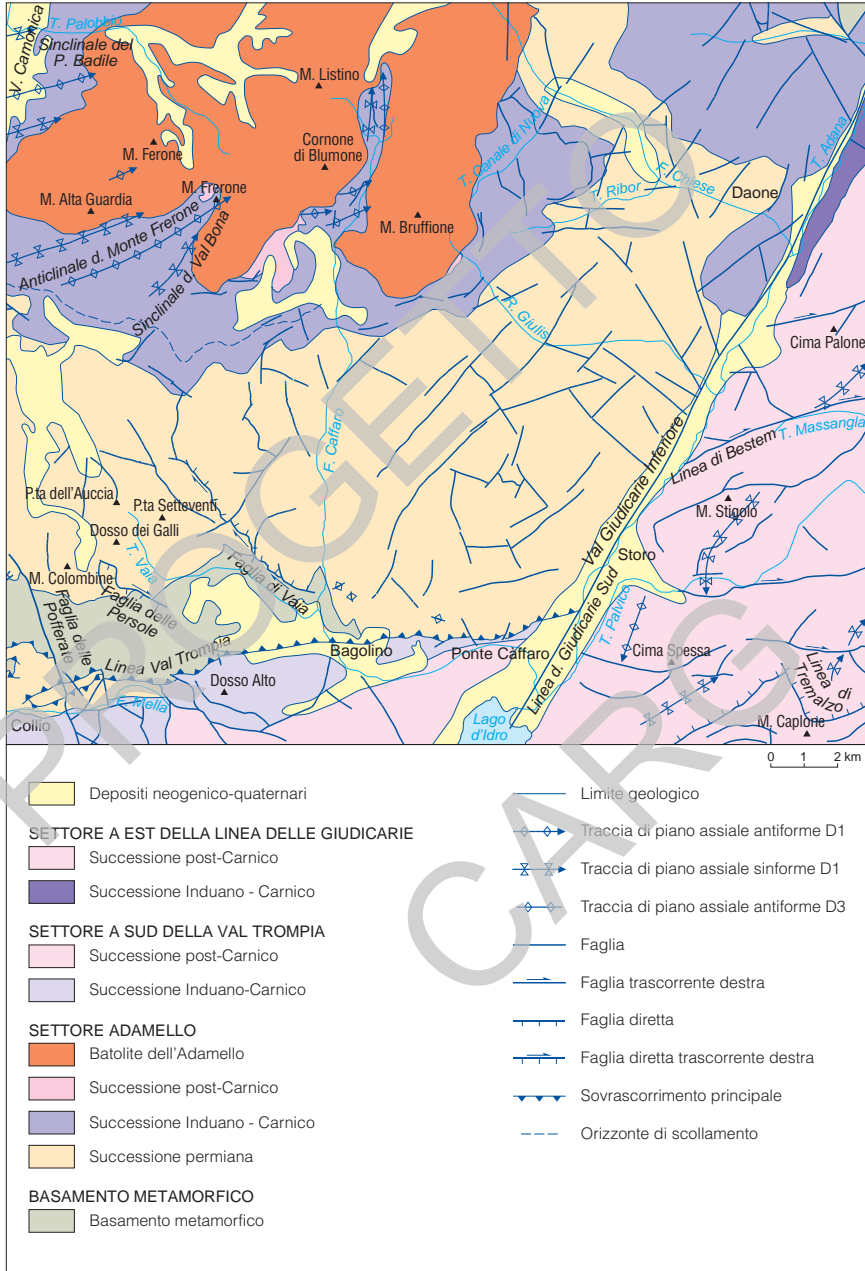 T. Palobbio
V. Camonica
Sinclinale del
P. Badile
M. Listino
M. Ferone
Cornone
di Blumone
M. Alta Guardia
M. Frerone
Anticlinale d. Monte Frerone
Sinclinale d. Val Bona
M. Bruffione
T. Canale di Nuova
T. Ribor
F. Chiese
Daone
T. Adana
R. Giulis
Cima Palone
F. Caffaro
T. Massangla
Linea di Bestem
Val Giudicarie Inferiore
P.ta dell'Auccia
P.ta Setteventi
Dosso dei Galli
T. Vaia
M. Colombine
Faglia delle
Pofferate
Faglia delle
Persole
Faglia di Vaia
M. Stigolo
Storo
T. Palvico
Linea d. Giudicarie Sud
Linea Val Trompia
Bagolino
Ponte Caffaro
Cima Spessa
Dosso Alto
F. Mella
Collio
Lago
d'Idro
Linea di
Tremalzo
M. Caplone
0 1 2 km
PROGETTO
CARG
Depositi neogenico-quaternari
SETTORE A EST DELLA LINEA DELLE GIUDICARIE
Successione post-Carnico
Successione Induano - Carnico
SETTORE A SUD DELLA VAL TROMPIA
Successione post-Carnico
Successione Induano-Carnico
SETTORE ADAMELLO
Batolite dell'Adamello
Successione post-Carnico
Successione Induano - Carnico
Successione permiana
BASAMENTO METAMORFICO
Basamento metamorfico
Limite geologico
Traccia di piano assiale antiforme D1
Traccia di piano assiale sinforme D1
Traccia di piano assiale antiforme D3
Faglia
Faglia trascorrente destra
Faglia diretta
Faglia diretta trascorrente destra
Sovrascorrimento principale
Orizzonte di scollamento